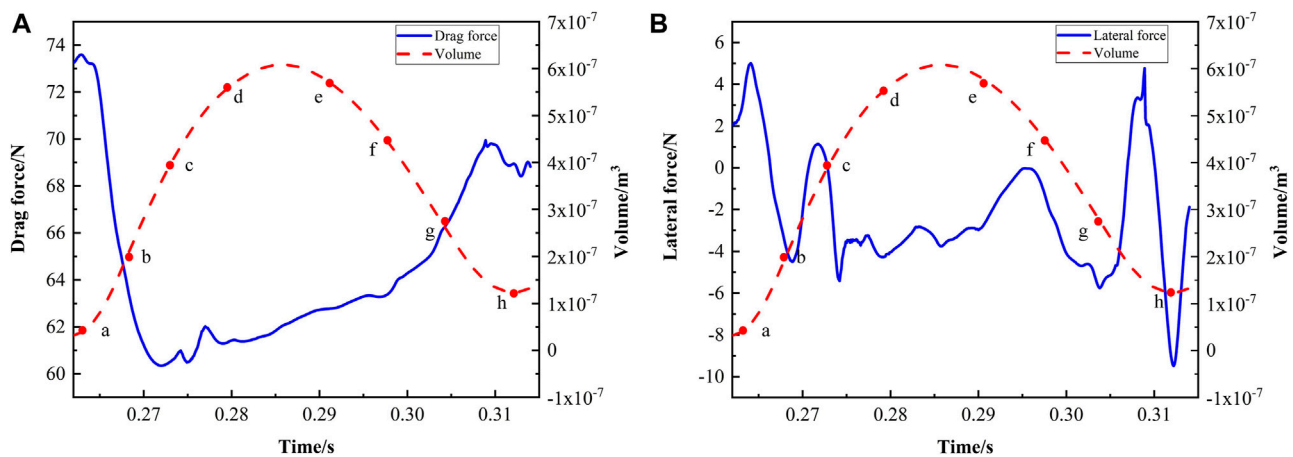 A
Drag force
Volume
74
72
70
68
66
64
62
60
Drag force/N
7x10-7
6x10-7
5x10-7
4x10-7
3x10-7
2x10-7
1x10-7
0
-1x10-7
Volume/m³
a
b
c
d
e
f
g
h
0.27
0.28
0.29
0.30
0.31
Time/s
B
Lateral force
Volume
6
4
2
0
-2
-4
-6
-8
-10
Lateral force/N
7x10-7
6x10-7
5x10-7
4x10-7
3x10-7
2x10-7
1x10-7
0
-1x10-7
Volume/m³
a
b
c
d
e
f
g
h
0.27
0.28
0.29
0.30
0.31
Time/s